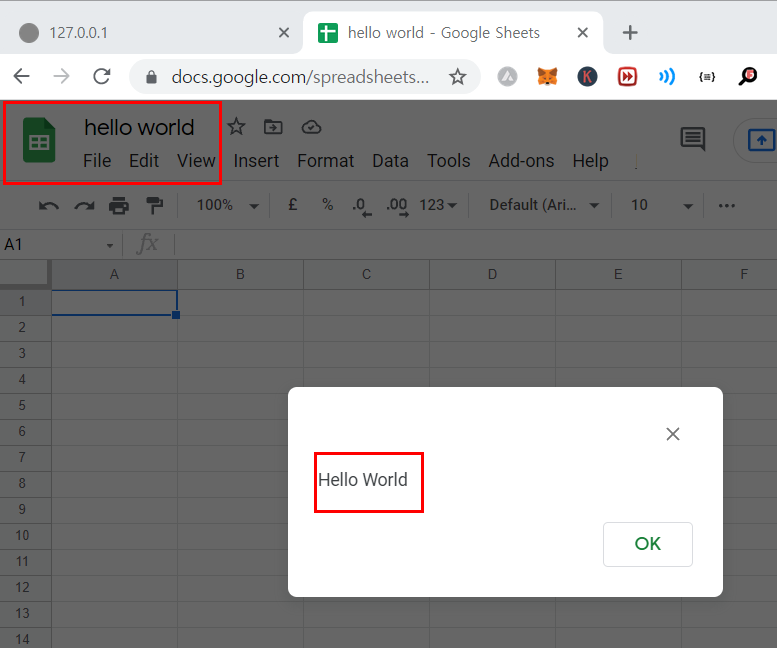 127.0.0.1
hello world - Google Sheets
docs.google.com/spreadsheets...
K
{≡}
hello world
File Edit View Insert Format Data Tools Add-ons Help
100% £ % .0 .00 123 Default (Ari... 10
A1 fx
A B C D E F
1
2
3
4
5
6
7
8
9
10
11
12
13
14
Hello World
OK